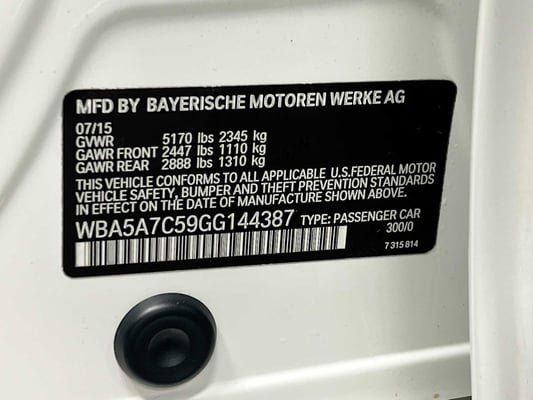 MFD BY BAYERISCHE MOTOREN WERKE AG
07/15
GVWR 5170 lbs 2345 kg
GAWR FRONT 2447 lbs 1110 kg
GAWR REAR 2888 lbs 1310 kg
THIS VEHICLE CONFORMS TO ALL APPLICABLE U.S.FEDERAL MOTOR
VEHICLE SAFETY, BUMPER AND THEFT PREVENTION STANDARDS
IN EFFECT ON THE DATE OF MANUFACTURE SHOWN ABOVE.
WBA5A7C59GG144387 TYPE: PASSENGER CAR
300/0
7 315 814